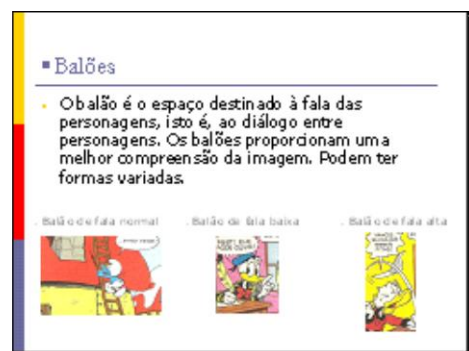 Balões
O balão é o espaço destinado à fala das
personagens, isto é, ao diálogo entre
personagens. Os balões proporcionam uma
melhor compreensão da imagem. Podem ter
formas variadas.
. Balão de fala normal . Balão de fala baixa . Balão de fala alta